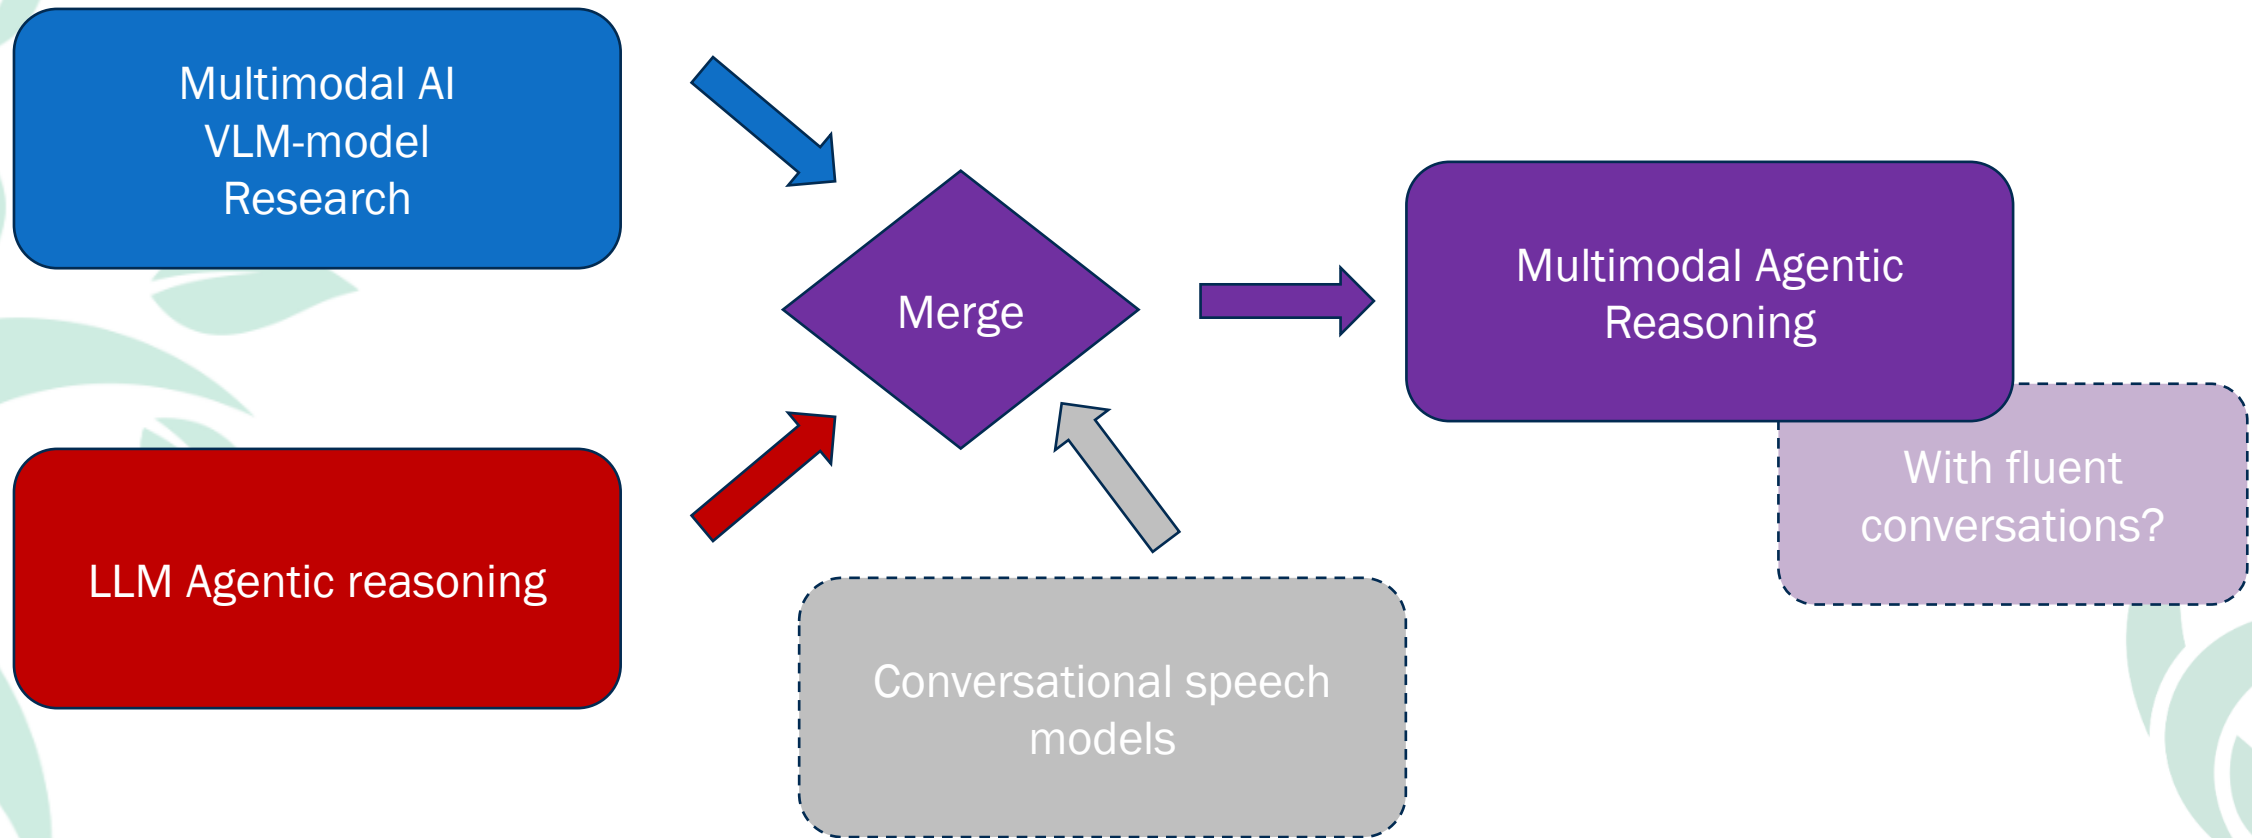 Multimodal AI
VLM-model
Research
Merge
Multimodal Agentic
Reasoning
With fluent
conversations?
LLM Agentic reasoning
Conversational speech
models